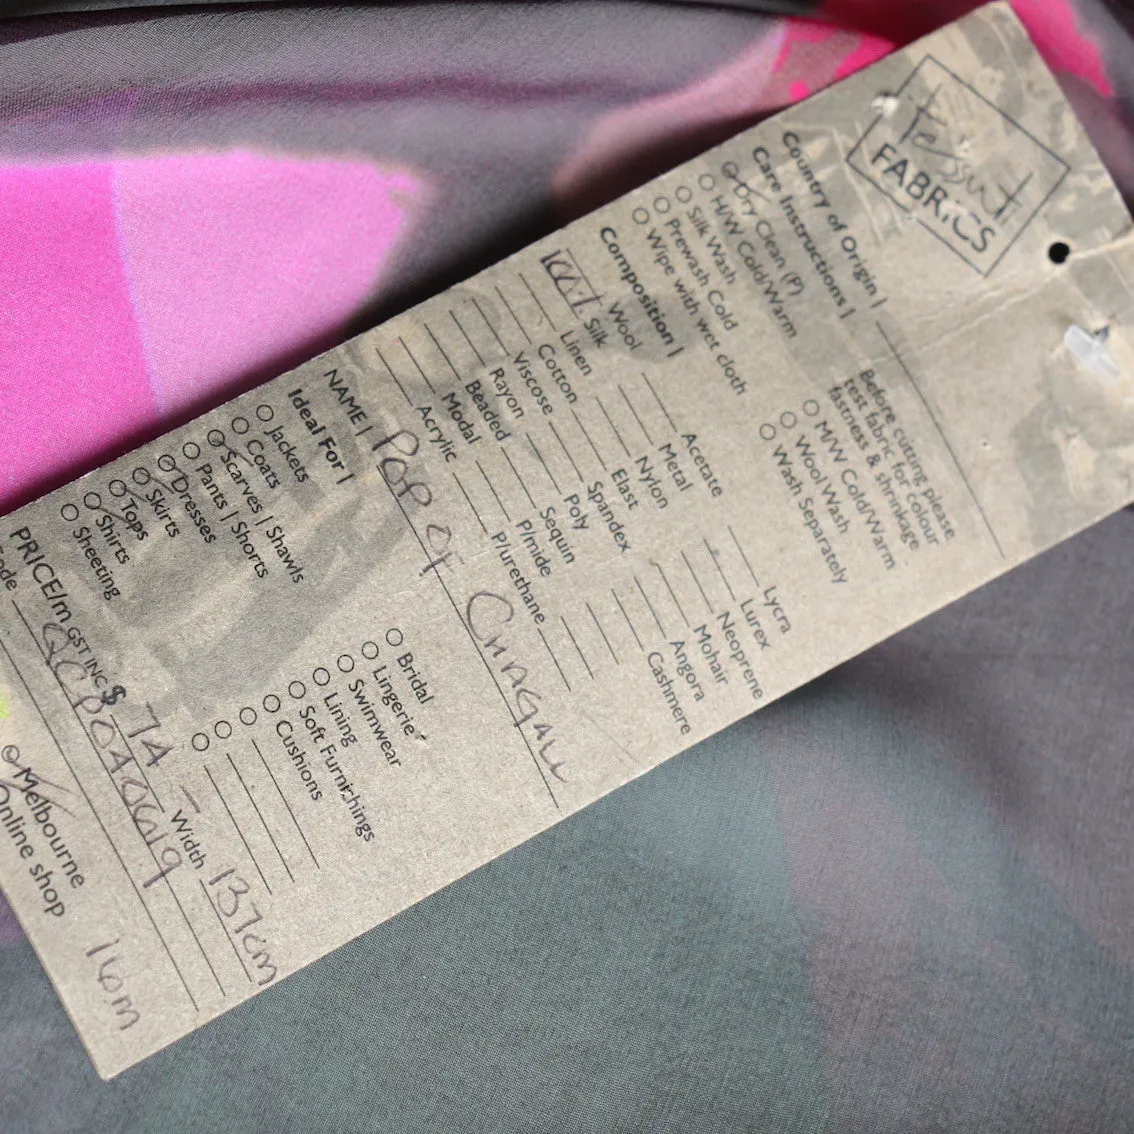 tessuti
FABRICS
Country of Origin |
Care Instructions |
Dry Clean (P)
H/W Cold/Warm
Silk Wash
Prewash Cold
Wipe with wet cloth
Before cutting please
test fabric for colour
fastness & shrinkage
M/W Cold/Warm
Wool Wash
Wash Separately
Composition |
Wool
100% Silk
Linen
Cotton
Viscose
Rayon
Beaded
Modal
Acrylic
Acetate
Metal
Nylon
Elast
Spandex
Poly
Sequin
P/mide
P/urethane
Lycra
Lurex
Neoprene
Mohair
Angora
Cashmere
NAME |
POP OF
Ideal For |
Jackets
Coats
Scarves | Shawls
Pants | Shorts
Dresses
Skirts
Tops
Shirts
Sheeting
Bridal
Lingerie
Swimwear
Lining
Soft Furnishings
Cushions
PRICE/m GST INC $ 74 - Width 137cm
Melbourne
Online shop
16m